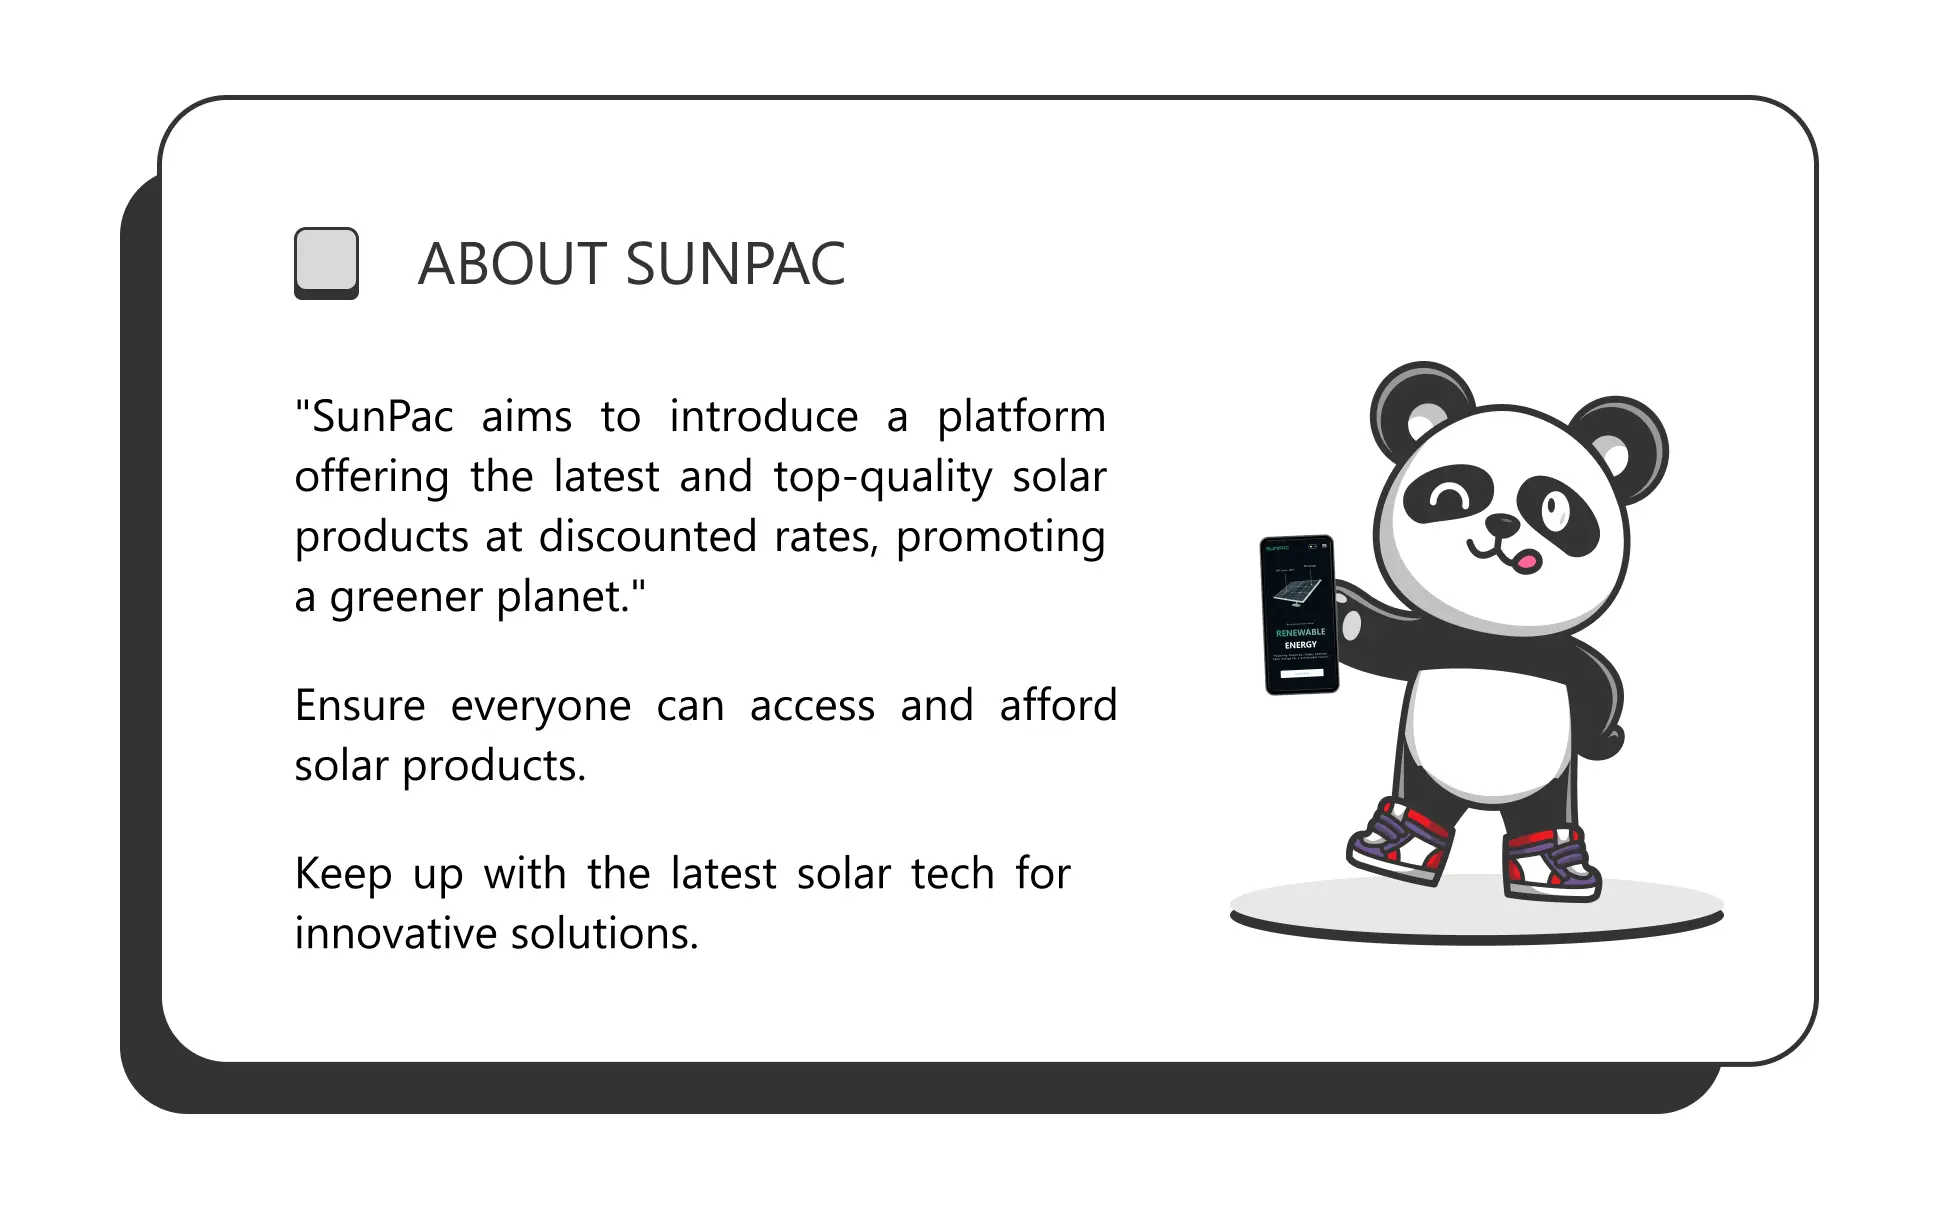 ABOUT SUNPAC
"SunPac aims to introduce a platform
offering the latest and top-quality solar
products at discounted rates, promoting
a greener planet."
Ensure everyone can access and afford
solar products.
Keep up with the latest solar tech for
innovative solutions.
SUNPAC
RENEWABLE
ENERGY